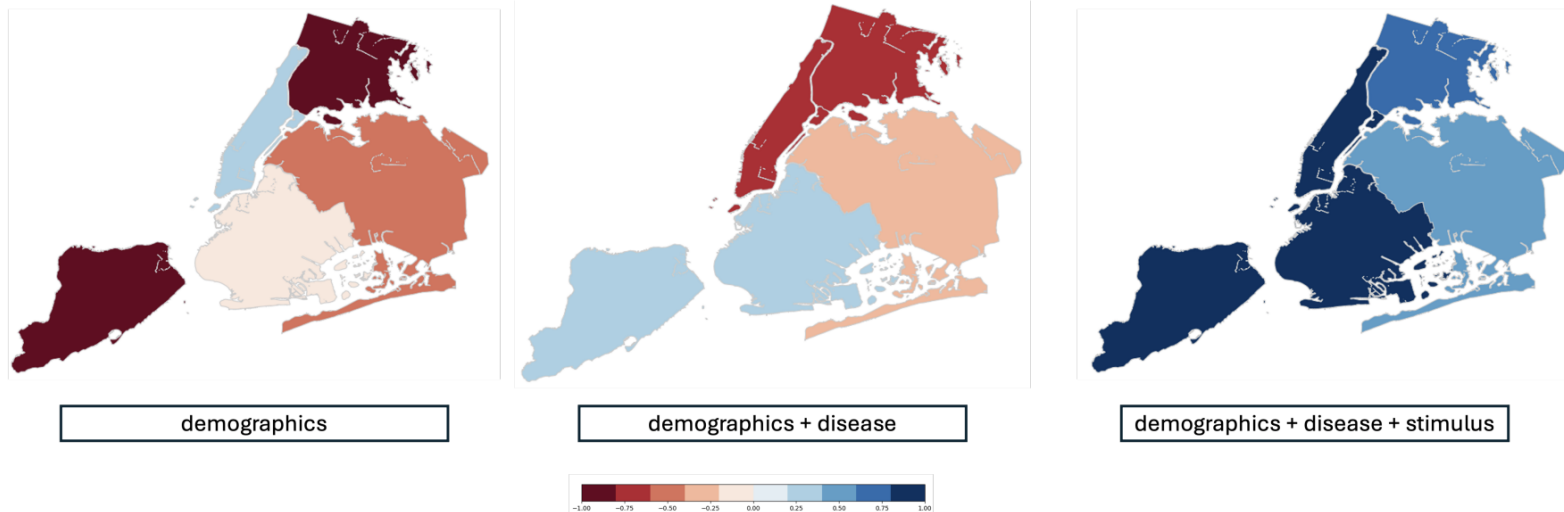 demographics
demographics + disease
demographics + disease + stimulus
−1.00 −0.75 −0.50 −0.25 0.00 0.25 0.50 0.75 1.00